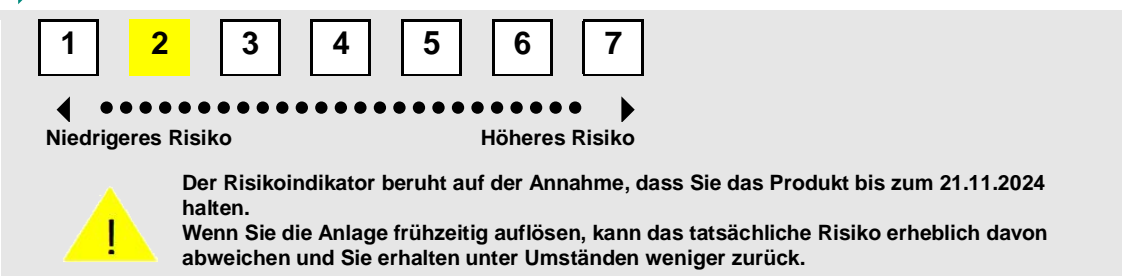 1 2 3 4 5 6 7
Niedrigeres Risiko Höheres Risiko
Der Risikoindikator beruht auf der Annahme, dass Sie das Produkt bis zum 21.11.2024
halten.
Wenn Sie die Anlage frühzeitig auflösen, kann das tatsächliche Risiko erheblich davon
abweichen und Sie erhalten unter Umständen weniger zurück.
!